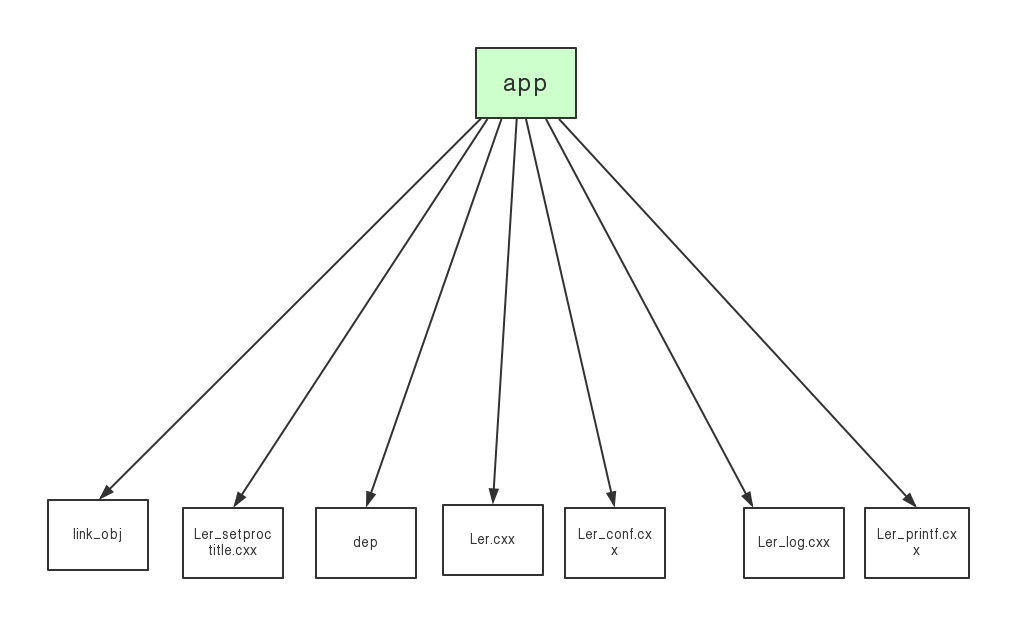 app
link_obj
Ler_setproc
title.cxx
dep
Ler.cxx
Ler_conf.cx
x
Ler_log.cxx
Ler_printf.cx
x